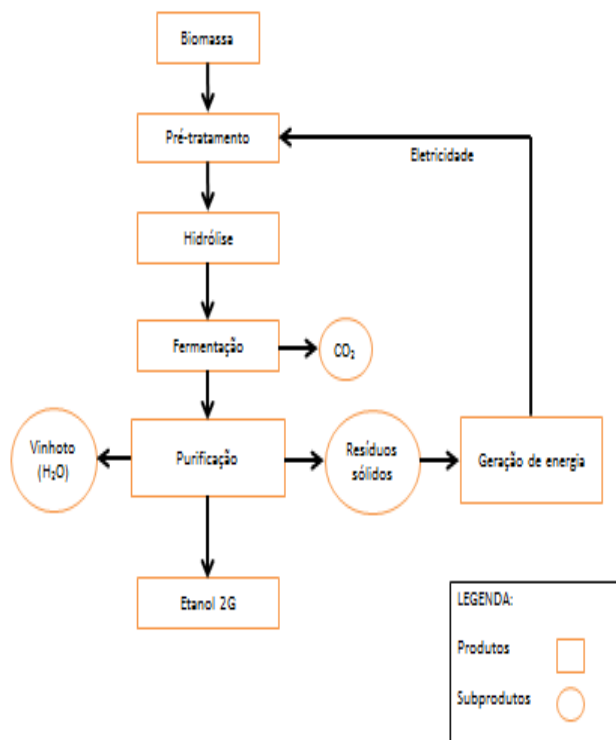 Biomassa
Pré-tratamento
Eletricidade
Hidrólise
Fermentação
CO₂
Vinhoto
(H₂O)
Purificação
Resíduos
sólidos
Geração de energia
Etanol 2G
LEGENDA:
Produtos
Subprodutos